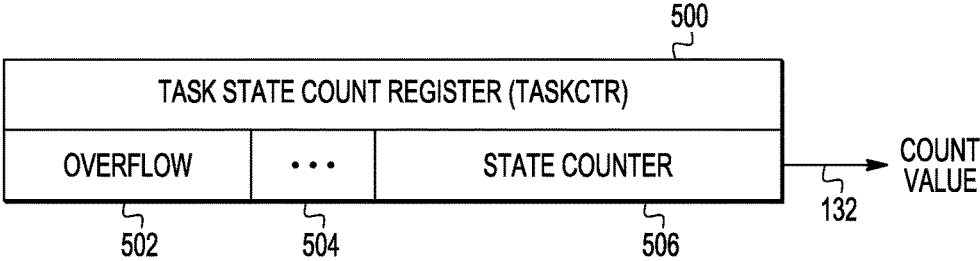 500
TASK STATE COUNT REGISTER (TASKCTR)
OVERFLOW ... STATE COUNTER
COUNT
VALUE
132
502 504 506